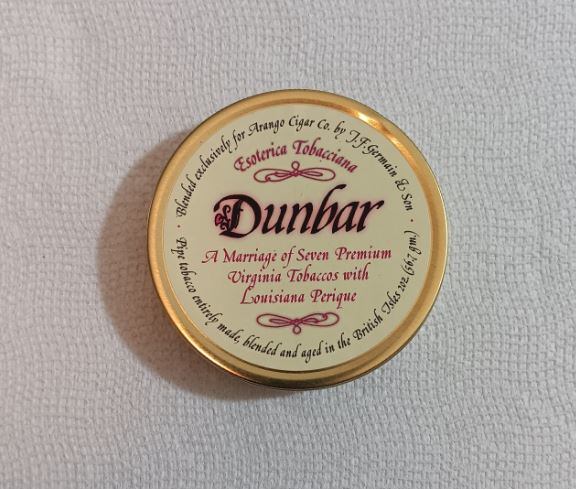 · Blended exclusively for Arango Cigar Co. by J.F. Germain & Son ·
Esoterica Tobacciana
Dunbar
A Marriage of Seven Premium
Virginia Tobaccos with
Louisiana Perique
Pipe tobacco entirely made, blended and aged in the British Isles 2oz (56.7 gm.)